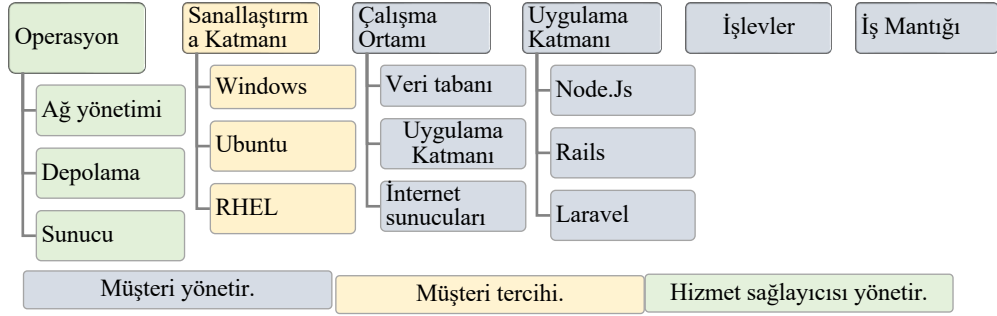 Operasyon
Ağ yönetimi
Depolama
Sunucu
Sanallaştırm
a Katmanı
Windows
Ubuntu
RHEL
Çalışma
Ortamı
Veri tabanı
Uygulama
Katmanı
İnternet
sunucuları
Uygulama
Katmanı
Node.Js
Rails
Laravel
İşlevler
İş Mantığı
Müşteri yönetir.
Müşteri tercihi.
Hizmet sağlayıcısı yönetir.